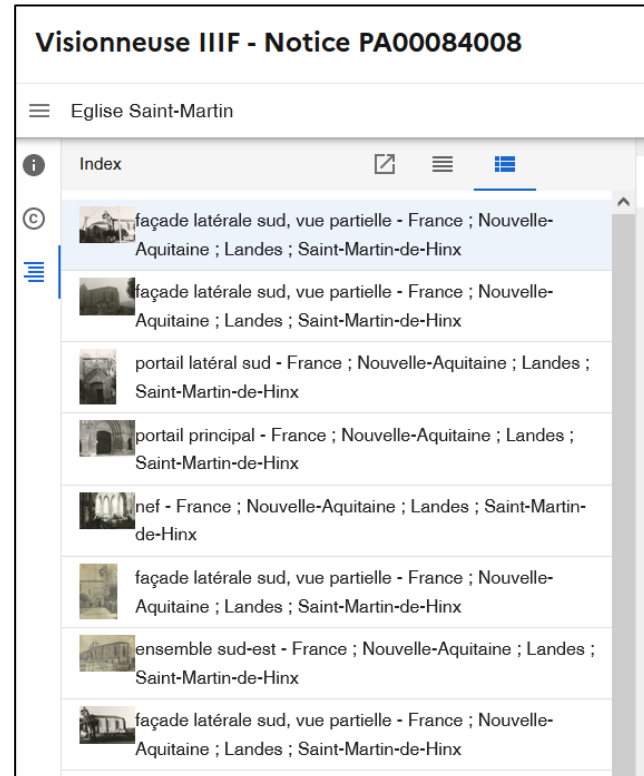 Visionneuse IIIF - Notice PA00084008
Eglise Saint-Martin
Index
façade latérale sud, vue partielle - France ; Nouvelle-
Aquitaine ; Landes ; Saint-Martin-de-Hinx
façade latérale sud, vue partielle - France ; Nouvelle-
Aquitaine ; Landes ; Saint-Martin-de-Hinx
portail latéral sud - France ; Nouvelle-Aquitaine ; Landes ;
Saint-Martin-de-Hinx
portail principal - France ; Nouvelle-Aquitaine ; Landes ;
Saint-Martin-de-Hinx
nef - France ; Nouvelle-Aquitaine ; Landes ; Saint-Martin-
de-Hinx
façade latérale sud, vue partielle - France ; Nouvelle-
Aquitaine ; Landes ; Saint-Martin-de-Hinx
ensemble sud-est - France ; Nouvelle-Aquitaine ; Landes ;
Saint-Martin-de-Hinx
façade latérale sud, vue partielle - France ; Nouvelle-
Aquitaine ; Landes ; Saint-Martin-de-Hinx